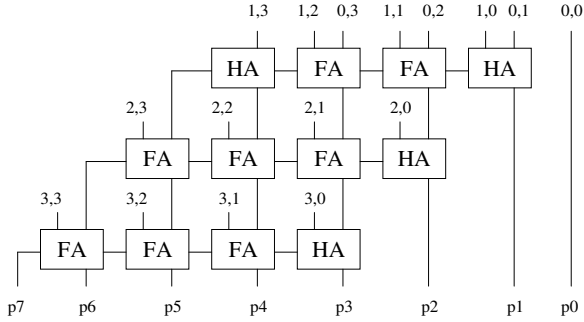 1,3 1,2 0,3 1,1 0,2 1,0 0,1 0,0
HA FA FA HA
2,3 2,2 2,1 2,0
FA FA FA HA
3,3 3,2 3,1 3,0
FA FA FA HA
p7 p6 p5 p4 p3 p2 p1 p0